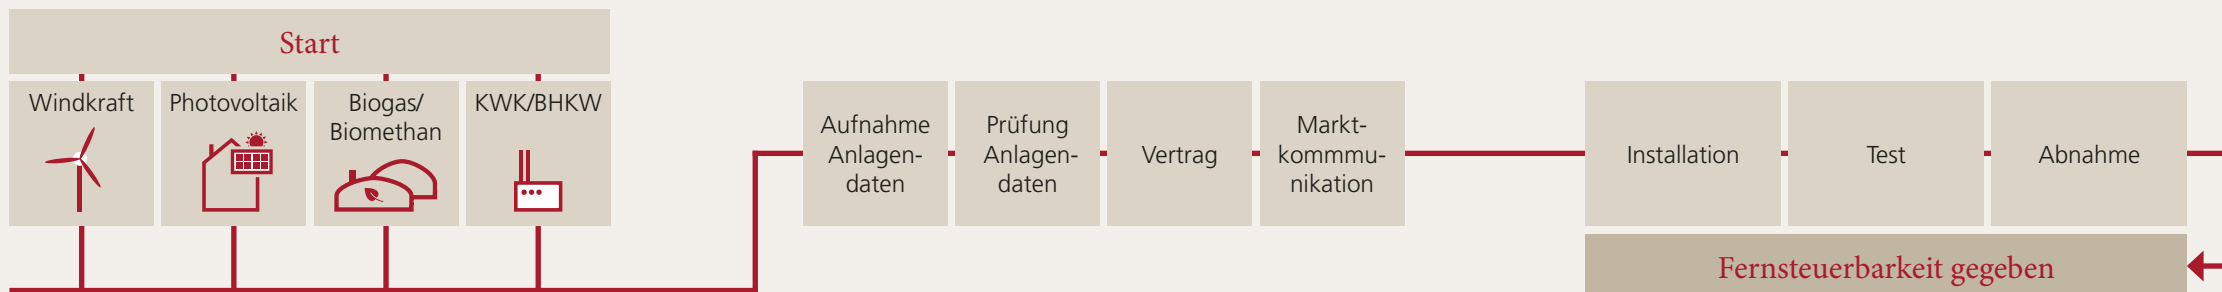 Start
Windkraft
Photovoltaik
Biogas/
Biomethan
KWK/BHKW
Aufnahme
Anlagen-
daten
Prüfung
Anlagen-
daten
Vertrag
Markt-
kommmu-
nikation
Installation
Test
Abnahme
Fernsteuerbarkeit gegeben